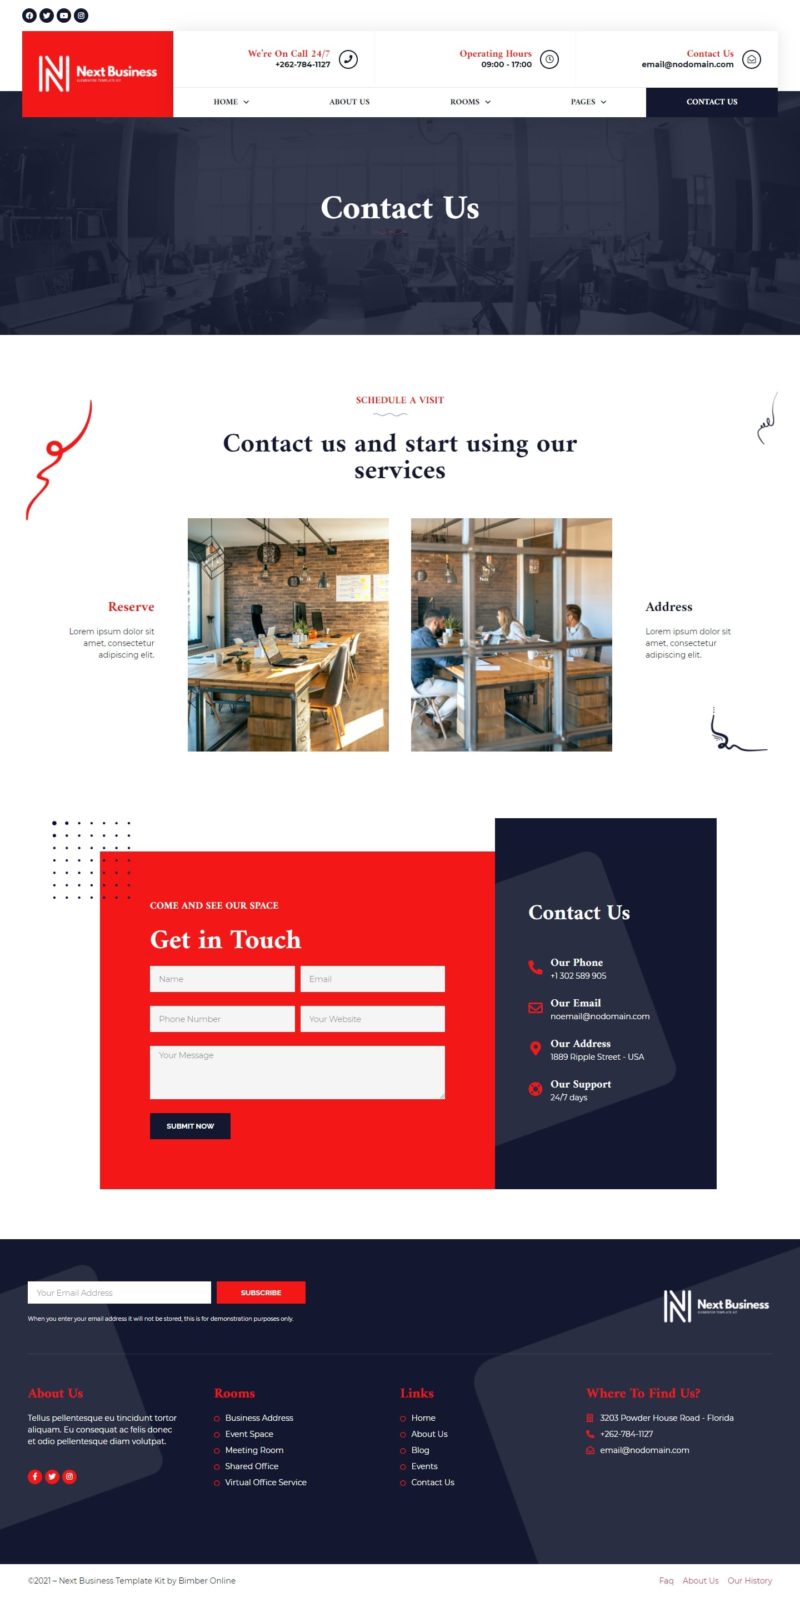 Next Business
ELEMENTOR TEMPLATE KIT
We're On Call 24/7
+262-784-1127
Operating Hours
09:00 - 17:00
Contact Us
email@nodomain.com
HOME
ABOUT US
ROOMS
PAGES
CONTACT US
Contact Us
SCHEDULE A VISIT
Contact us and start using our
services
Reserve
Lorem ipsum dolor sit
amet, consectetur
adipiscing elit.
Address
Lorem ipsum dolor sit
amet, consectetur
adipiscing elit.
COME AND SEE OUR SPACE
Get in Touch
Name
Email
Phone Number
Your Website
Your Message
SUBMIT NOW
Contact Us
Our Phone
+1 302 589 905
Our Email
noemail@nodomain.com
Our Address
1889 Ripple Street - USA
Our Support
24/7 days
Your Email Address
SUBSCRIBE
When you enter your email address it will not be stored, this is for demonstration purposes only.
Next Business
ELEMENTOR TEMPLATE KIT
About Us
Tellus pellentesque eu tincidunt tortor
aliquam. Eu consequat ac felis donec
et odio pellentesque diam volutpat.
Rooms
Business Address
Event Space
Meeting Room
Shared Office
Virtual Office Service
Links
Home
About Us
Blog
Events
Contact Us
Where To Find Us?
3203 Powder House Road - Florida
+262-784-1127
email@nodomain.com
©2021 – Next Business Template Kit by Bimber Online
Faq
About Us
Our History